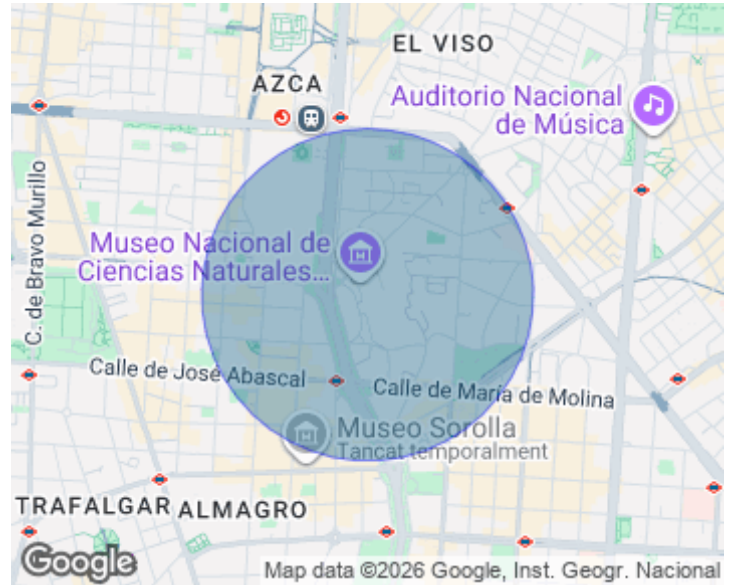 EL VISO
AZCA
Auditorio Nacional
de Música
C. de Bravo Murillo
Museo Nacional de
Ciencias Naturales...
Calle de José Abascal
Calle de María de Molina
Museo Sorolla
Tancat temporalment
TRAFALGAR
ALMAGRO
Google
Map data ©2026 Google, Inst. Geogr. Nacional